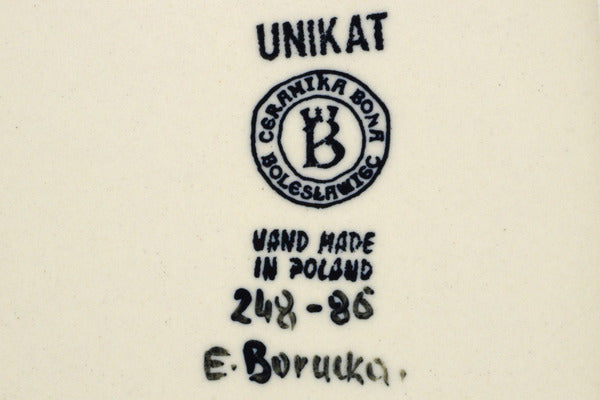 UNIKAT
CERAMIKA BONA
B
BOLESŁAWIEC
HAND MADE
IN POLAND
248-86
E. Borucka.